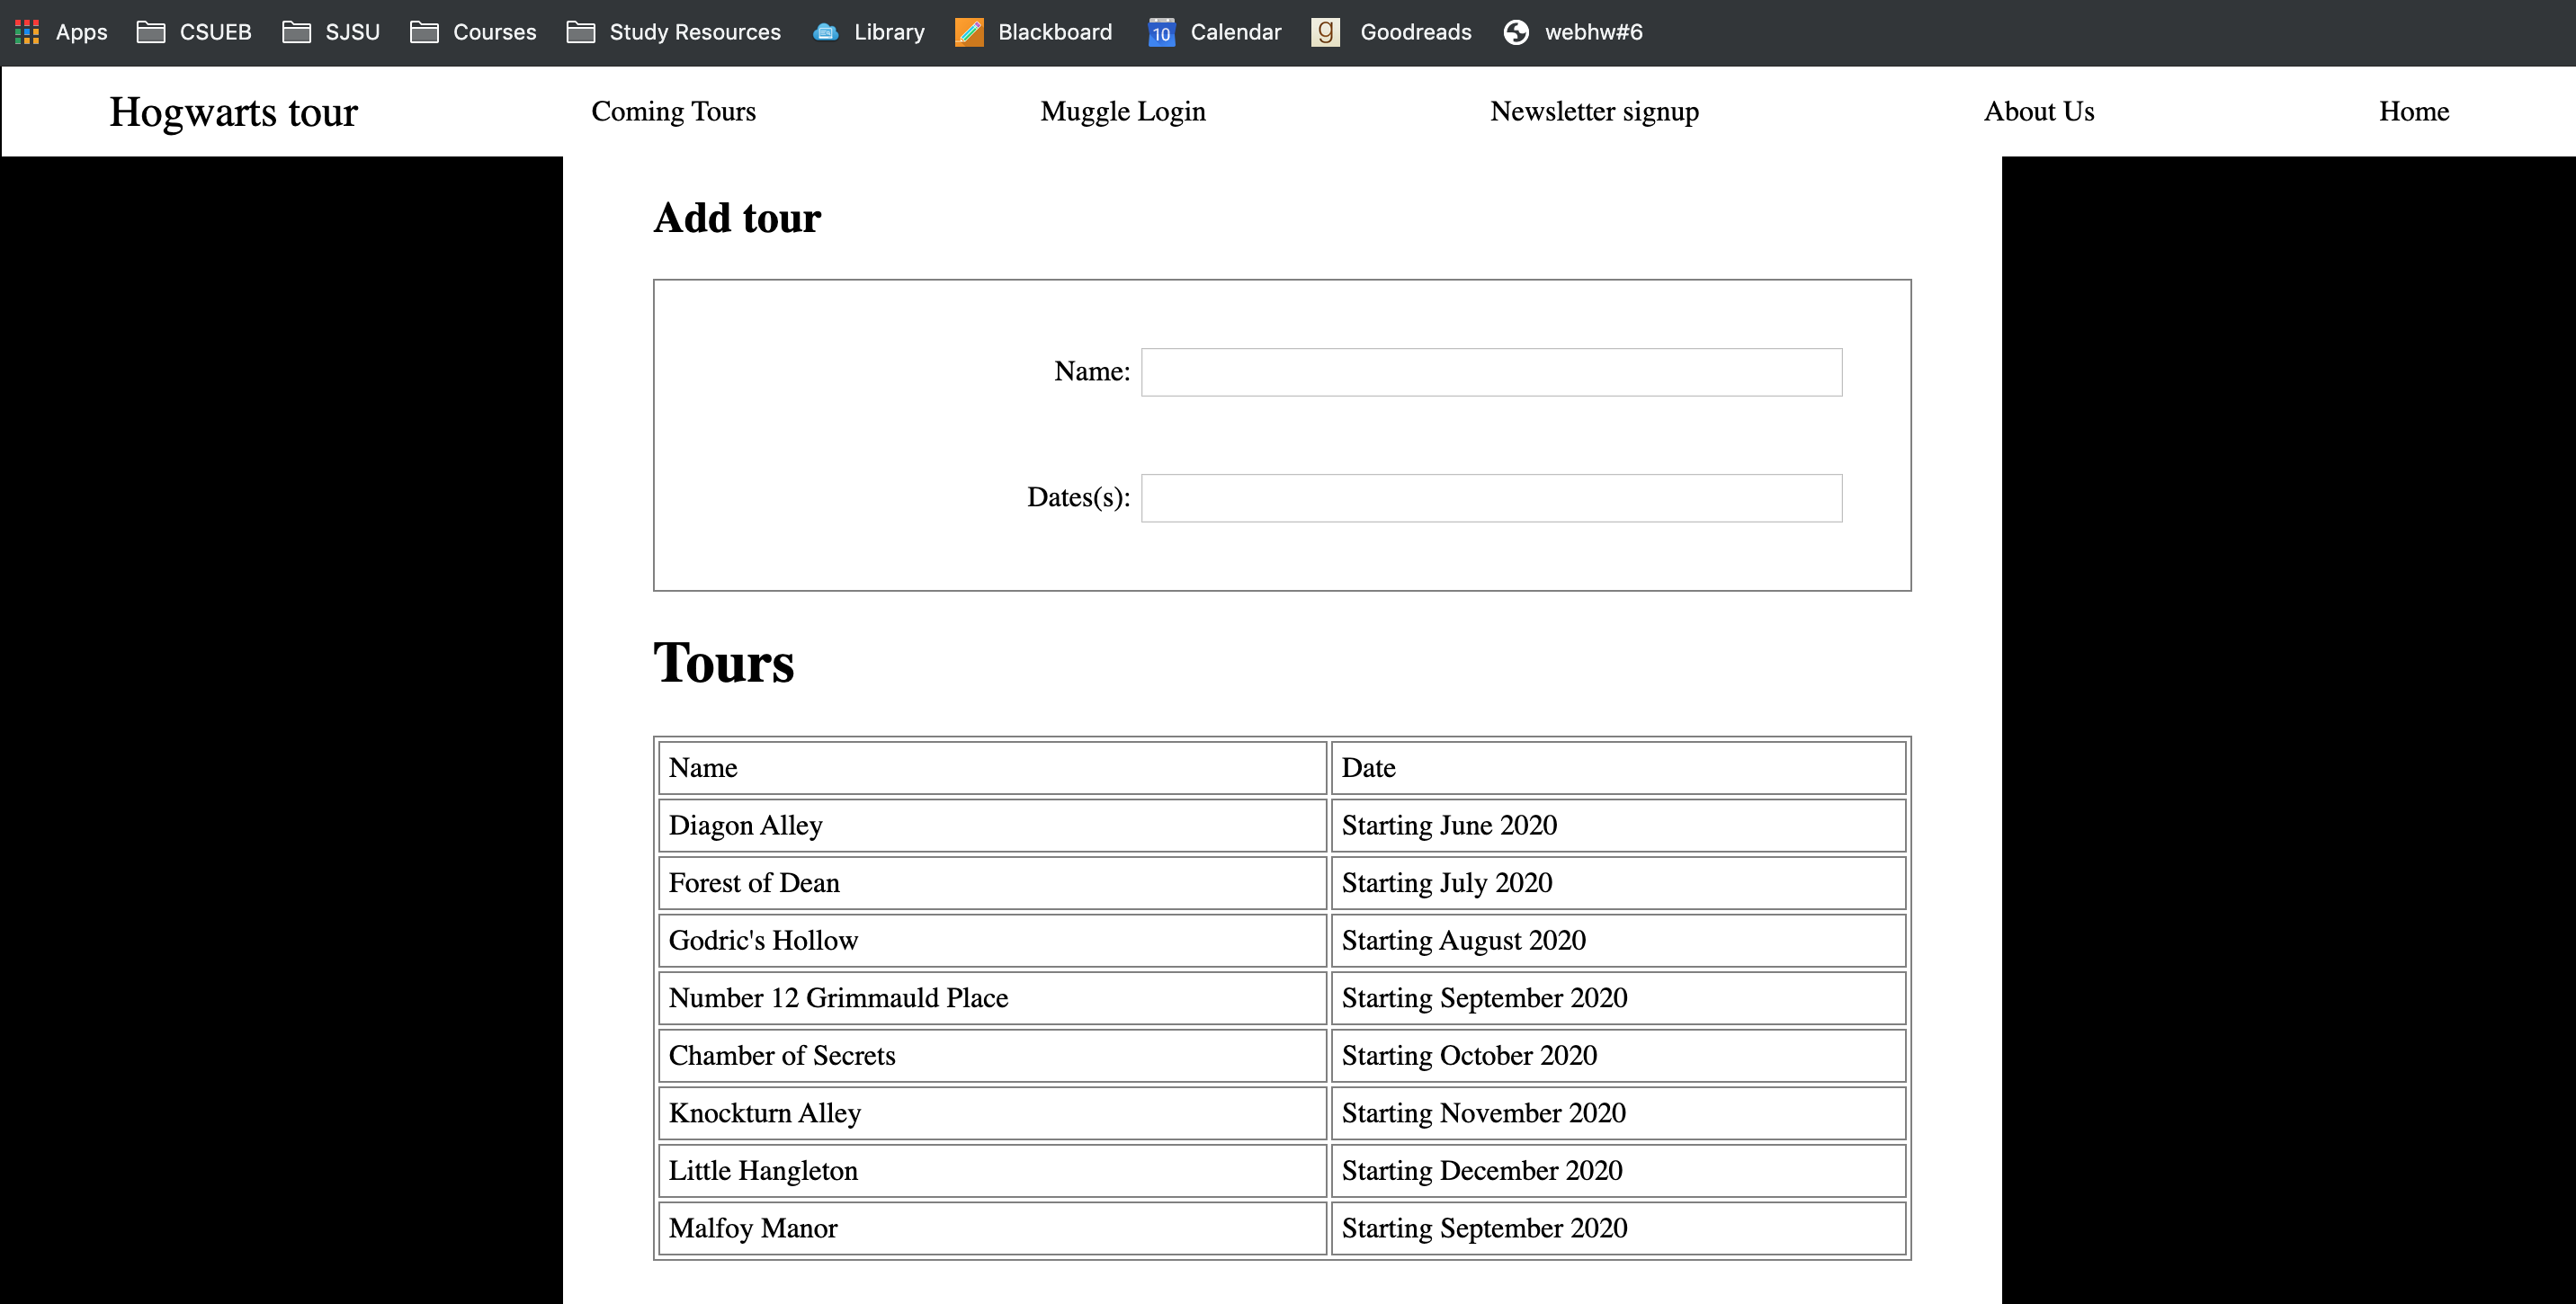 Apps CSUEB SJSU Courses Study Resources Library Blackboard 10 Calendar g Goodreads webhw#6
Hogwarts tour Coming Tours Muggle Login Newsletter signup About Us Home
Add tour
Name:
Dates(s):
Tours
Name Date
Diagon Alley Starting June 2020
Forest of Dean Starting July 2020
Godric's Hollow Starting August 2020
Number 12 Grimmauld Place Starting September 2020
Chamber of Secrets Starting October 2020
Knockturn Alley Starting November 2020
Little Hangleton Starting December 2020
Malfoy Manor Starting September 2020